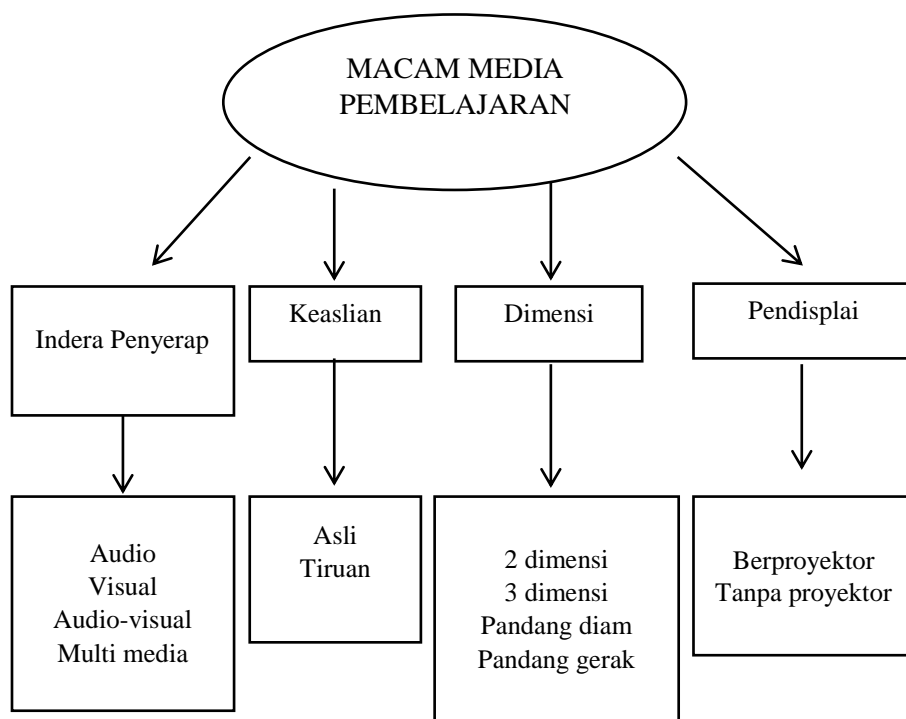 MACAM MEDIA
PEMBELAJARAN
Indera Penyerap
Keaslian
Dimensi
Pendisplai
Audio
Visual
Audio-visual
Multi media
Asli
Tiruan
2 dimensi
3 dimensi
Pandang diam
Pandang gerak
Berproyektor
Tanpa proyektor